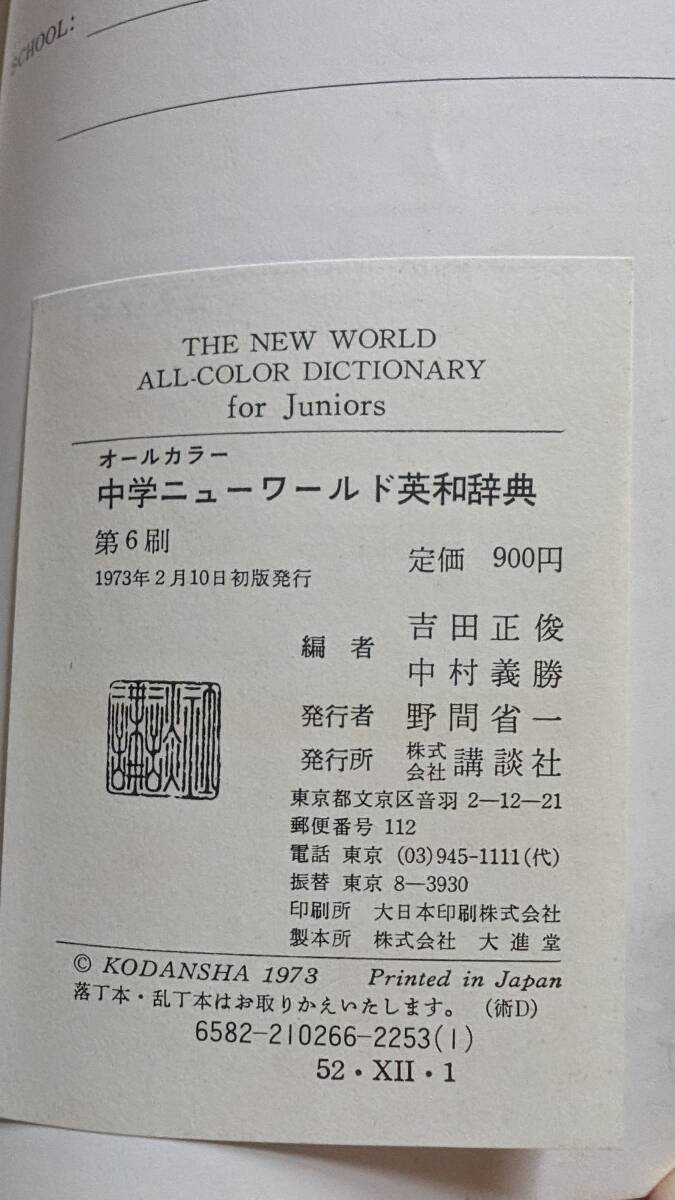 SCHOOL:
THE NEW WORLD
ALL-COLOR DICTIONARY
for Juniors
オールカラー
中学ニューワールド英和辞典
第6刷
定価 900円
1973年2月10日初版発行
編者 吉田正俊
中村義勝
発行者 野間省一
発行所 株式会社 講談社
東京都文京区音羽 2―12―21
郵便番号 112
電話 東京 (03)945-1111(代)
振替 東京 8―3930
印刷所 大日本印刷株式会社
製本所 株式会社 大進堂
© KODANSHA 1973 Printed in Japan
落丁本・乱丁本はお取りかえいたします。 (術D)
6582-210266-2253(1)
52・XII・1
講談社